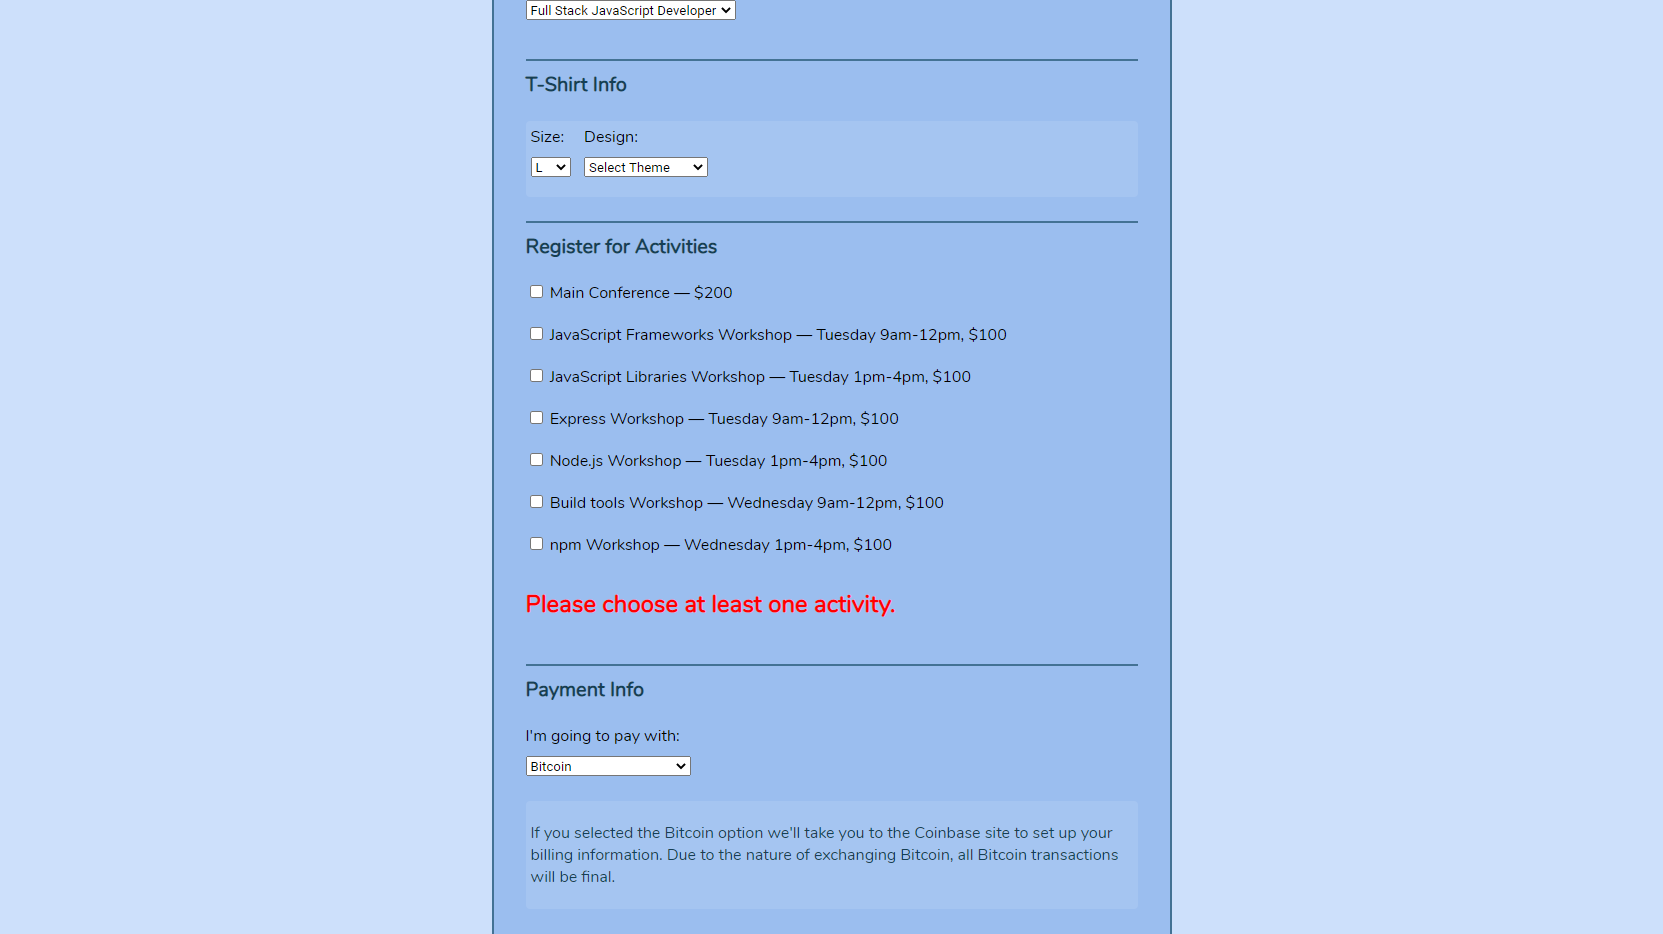 Full Stack JavaScript Developer
T-Shirt Info
Size: Design:
L Select Theme
Register for Activities
Main Conference — $200
JavaScript Frameworks Workshop — Tuesday 9am-12pm, $100
JavaScript Libraries Workshop — Tuesday 1pm-4pm, $100
Express Workshop — Tuesday 9am-12pm, $100
Node.js Workshop — Tuesday 1pm-4pm, $100
Build tools Workshop — Wednesday 9am-12pm, $100
npm Workshop — Wednesday 1pm-4pm, $100
Please choose at least one activity.
Payment Info
I'm going to pay with:
Bitcoin
If you selected the Bitcoin option we'll take you to the Coinbase site to set up your
billing information. Due to the nature of exchanging Bitcoin, all Bitcoin transactions
will be final.